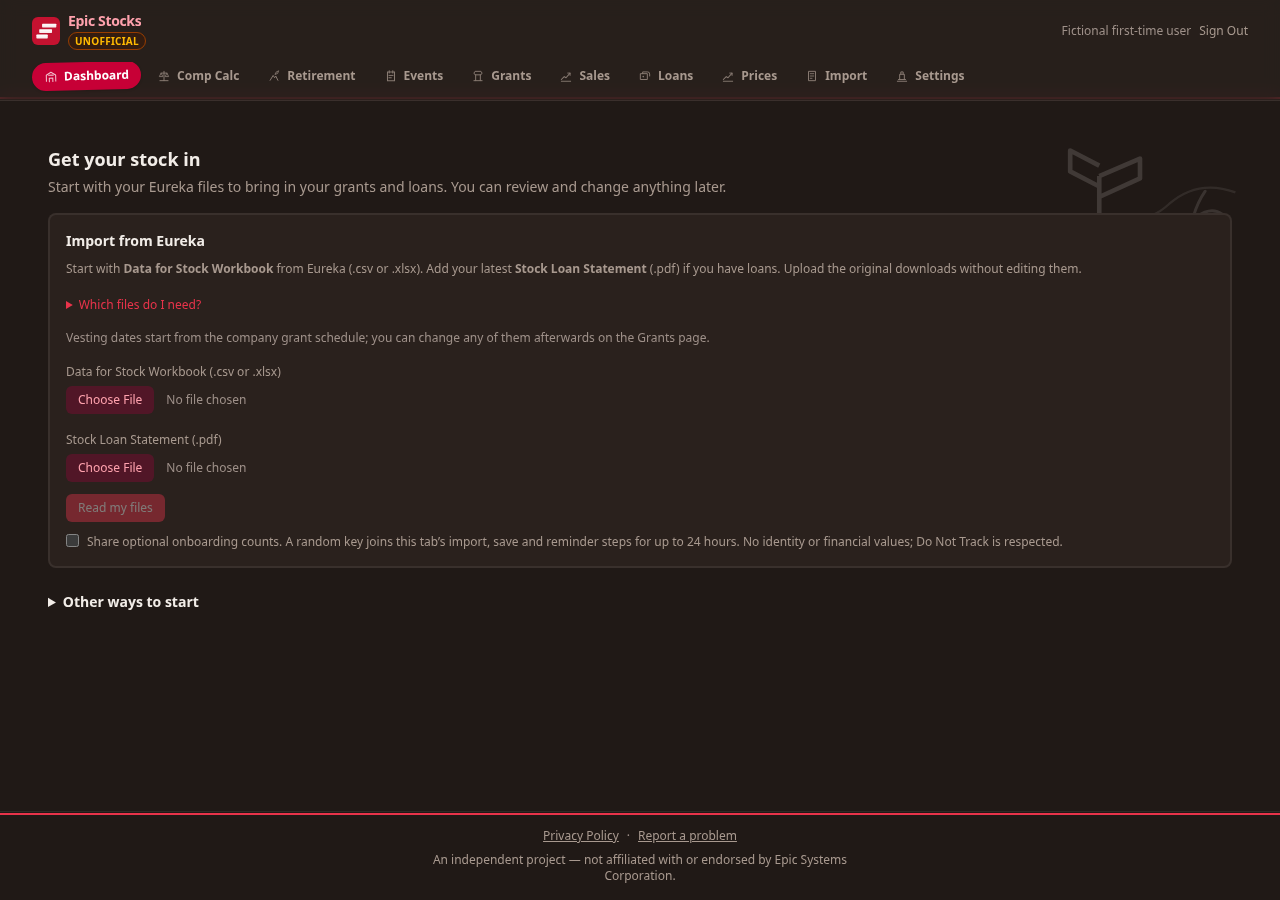 Epic Stocks
UNOFFICIAL
Fictional first-time user Sign Out
Dashboard Comp Calc Retirement Events Grants Sales Loans Prices Import Settings
Get your stock in
Start with your Eureka files to bring in your grants and loans. You can review and change anything later.
Import from Eureka
Start with Data for Stock Workbook from Eureka (.csv or .xlsx). Add your latest Stock Loan Statement (.pdf) if you have loans. Upload the original downloads without editing them.
Which files do I need?
Vesting dates start from the company grant schedule; you can change any of them afterwards on the Grants page.
Data for Stock Workbook (.csv or .xlsx)
Choose File No file chosen
Stock Loan Statement (.pdf)
Choose File No file chosen
Read my files
Share optional onboarding counts. A random key joins this tab’s import, save and reminder steps for up to 24 hours. No identity or financial values; Do Not Track is respected.
Other ways to start
Privacy Policy · Report a problem
An independent project — not affiliated with or endorsed by Epic Systems
Corporation.